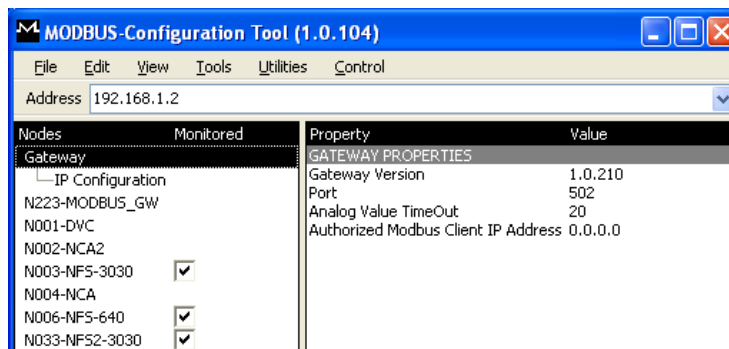 MODBUS-Configuration Tool (1.0.104)
File Edit View Tools Utilities Control
Address 192.168.1.2
Nodes Monitored
Gateway
IP Configuration
N223-MODBUS_GW
N001-DVC
N002-NCA2
N003-NFS-3030
N004-NCA
N006-NFS-640
N033-NFS2-3030
Property Value
GATEWAY PROPERTIES
Gateway Version 1.0.210
Port 502
Analog Value TimeOut 20
Authorized Modbus Client IP Address 0.0.0.0